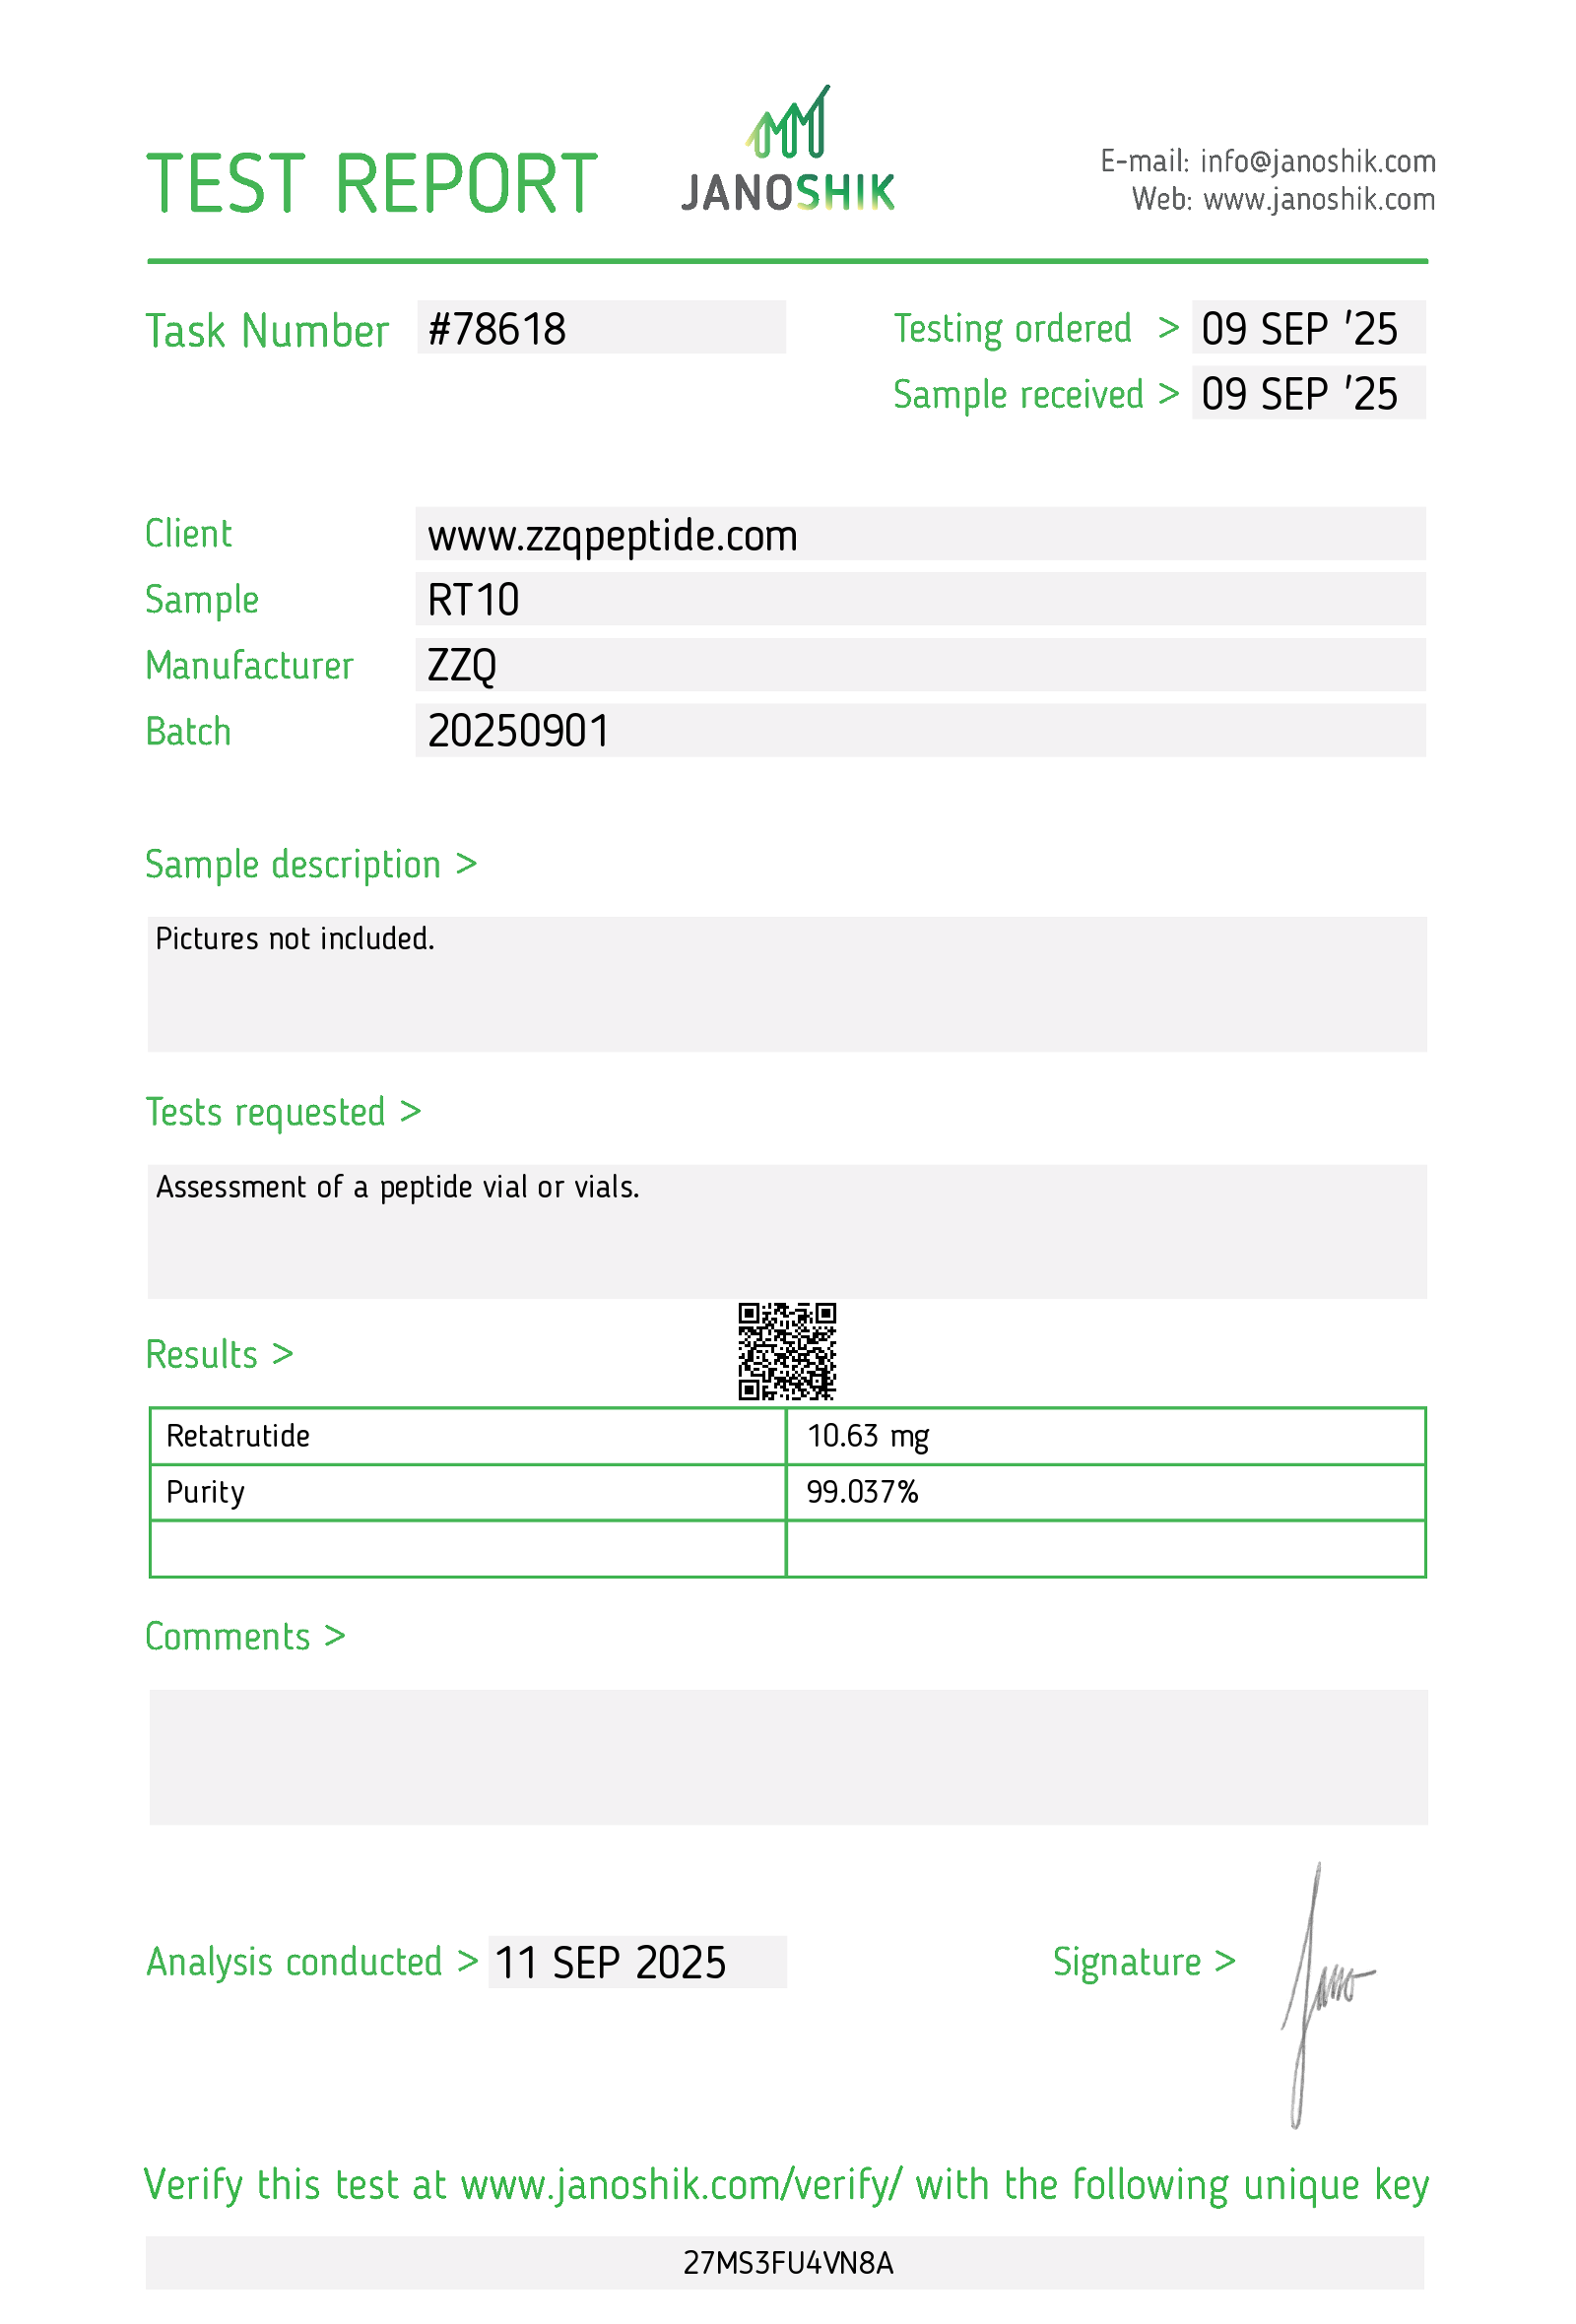 TEST REPORT
JANOSHIK
E-mail: info@janoshik.com
Web: www.janoshik.com
Task Number #78618
Testing ordered > 09 SEP '25
Sample received > 09 SEP '25
Client www.zzqpeptide.com
Sample RT10
Manufacturer ZZQ
Batch 20250901
Sample description >
Pictures not included.
Tests requested >
Assessment of a peptide vial or vials.
Results >
Retatrutide 10.63 mg
Purity 99.037%
Comments >
Analysis conducted > 11 SEP 2025
Signature > Jano
Verify this test at www.janoshik.com/verify/ with the following unique key
27MS3FU4VN8A